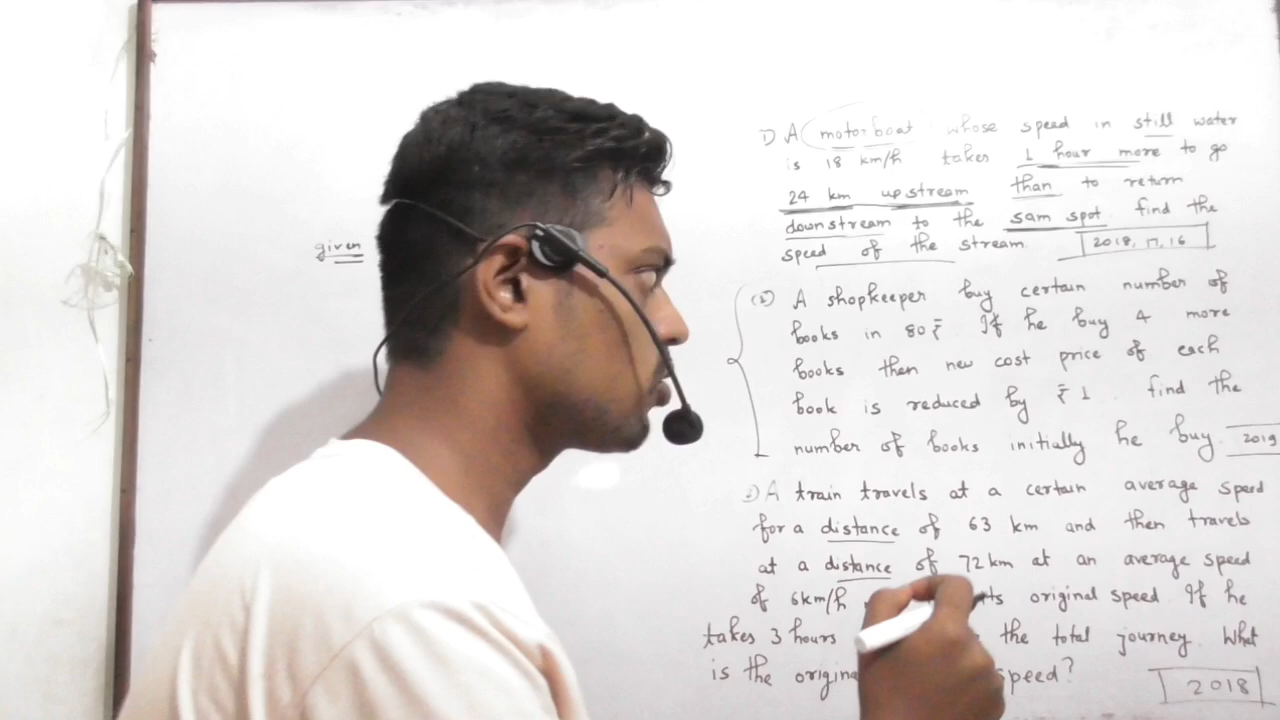 given
1) A motorboat whose speed in still water
is 18 km/h takes 1 hour more to go
24 km upstream than to return
downstream to the sam spot. find the
speed of the stream. 2018, 17, 16
(2) A shopkeeper buy certain number of
books in 80₹. If he buy 4 more
books then new cost price of each
book is reduced by ₹1. find the
number of books initially he buy. 2019
A train travels at a certain average speed
for a distance of 63 km and then travels
at a distance of 72 km at an average speed
of 6km/h its original speed If he
takes 3 hours the total journey. What
is the origina speed?
2018